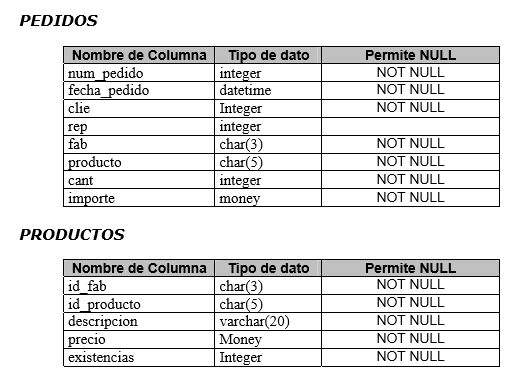 PEDIDOS
Nombre de Columna Tipo de dato Permite NULL
num_pedido integer NOT NULL
fecha_pedido datetime NOT NULL
clie Integer NOT NULL
rep integer
fab char(3) NOT NULL
producto char(5) NOT NULL
cant integer NOT NULL
importe money NOT NULL
PRODUCTOS
Nombre de Columna Tipo de dato Permite NULL
id_fab char(3) NOT NULL
id_producto char(5) NOT NULL
descripcion varchar(20) NOT NULL
precio Money NOT NULL
existencias Integer NOT NULL